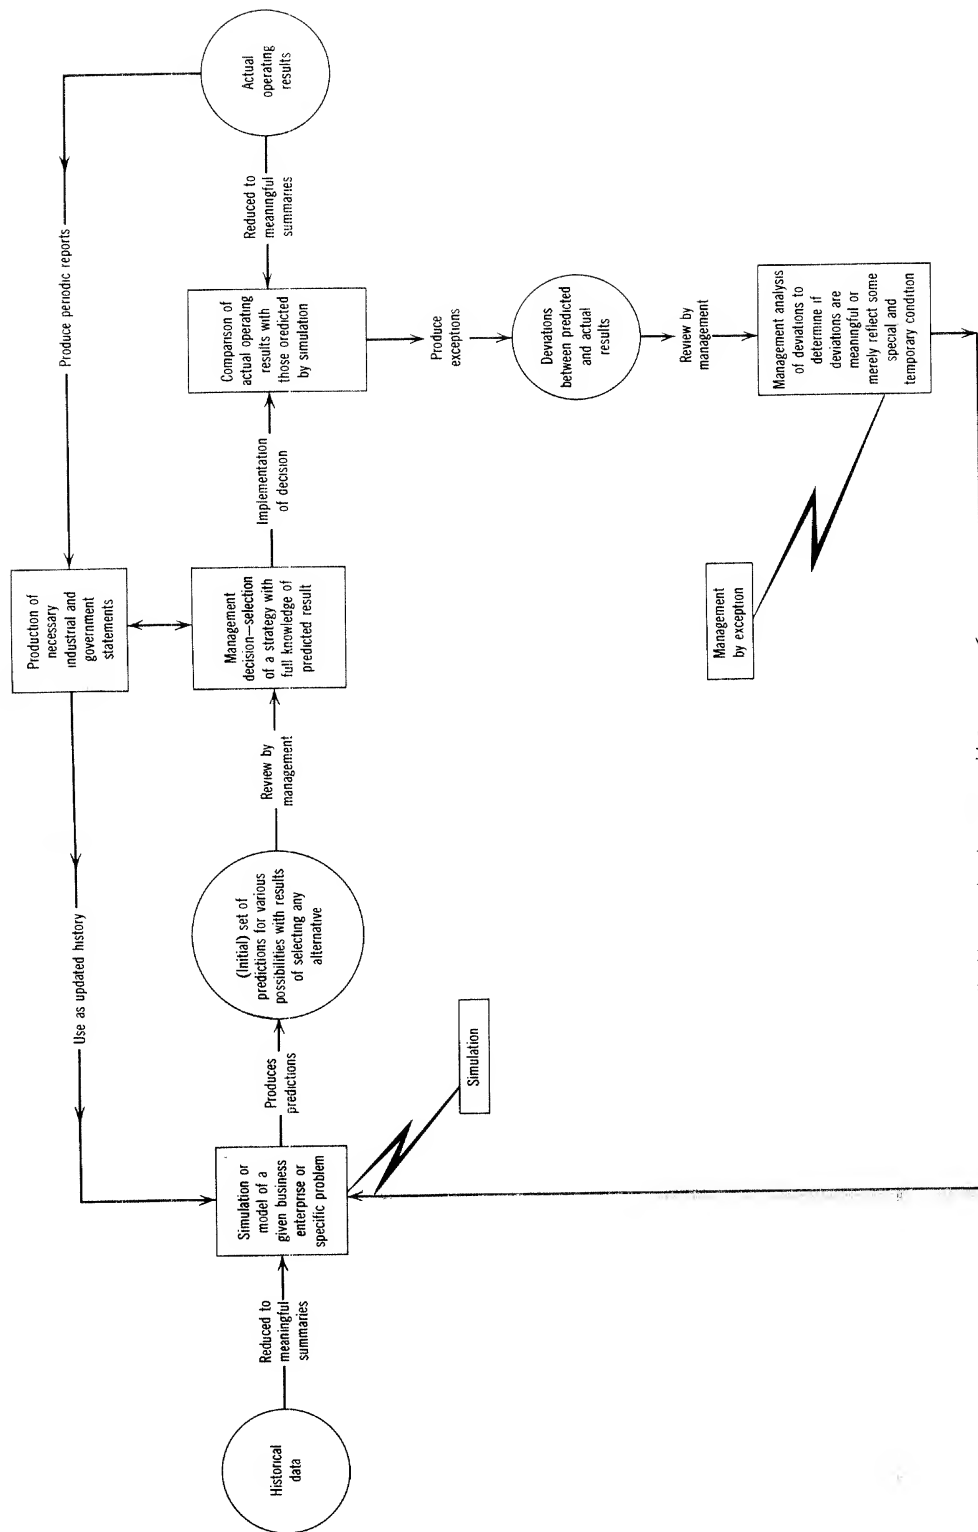 Historical
data
Reduced to
meaningful
summaries
Simulation or
model of a
given business
enterprise or
specific problem
Simulation
Produces
predictions
(Initial) set of
predictions for various
possibilities with results
of selecting any
alternative
Review by
management
Management
decision—selection
of a strategy with
full knowledge of
predicted result
Production of
necessary
industrial and
government
statements
Use as updated history
Produce periodic reports
Implementation
of decision
Comparison of
actual operating
results with
those predicted
by simulation
Reduced to
meaningful
summaries
Actual
operating
results
Produce
exceptions
Deviations
between predicted
and actual
results
Review by
management
Management analysis
of deviations to
determine if
deviations are
meaningful or
merely reflect some
special and
temporary condition
Management
by exception